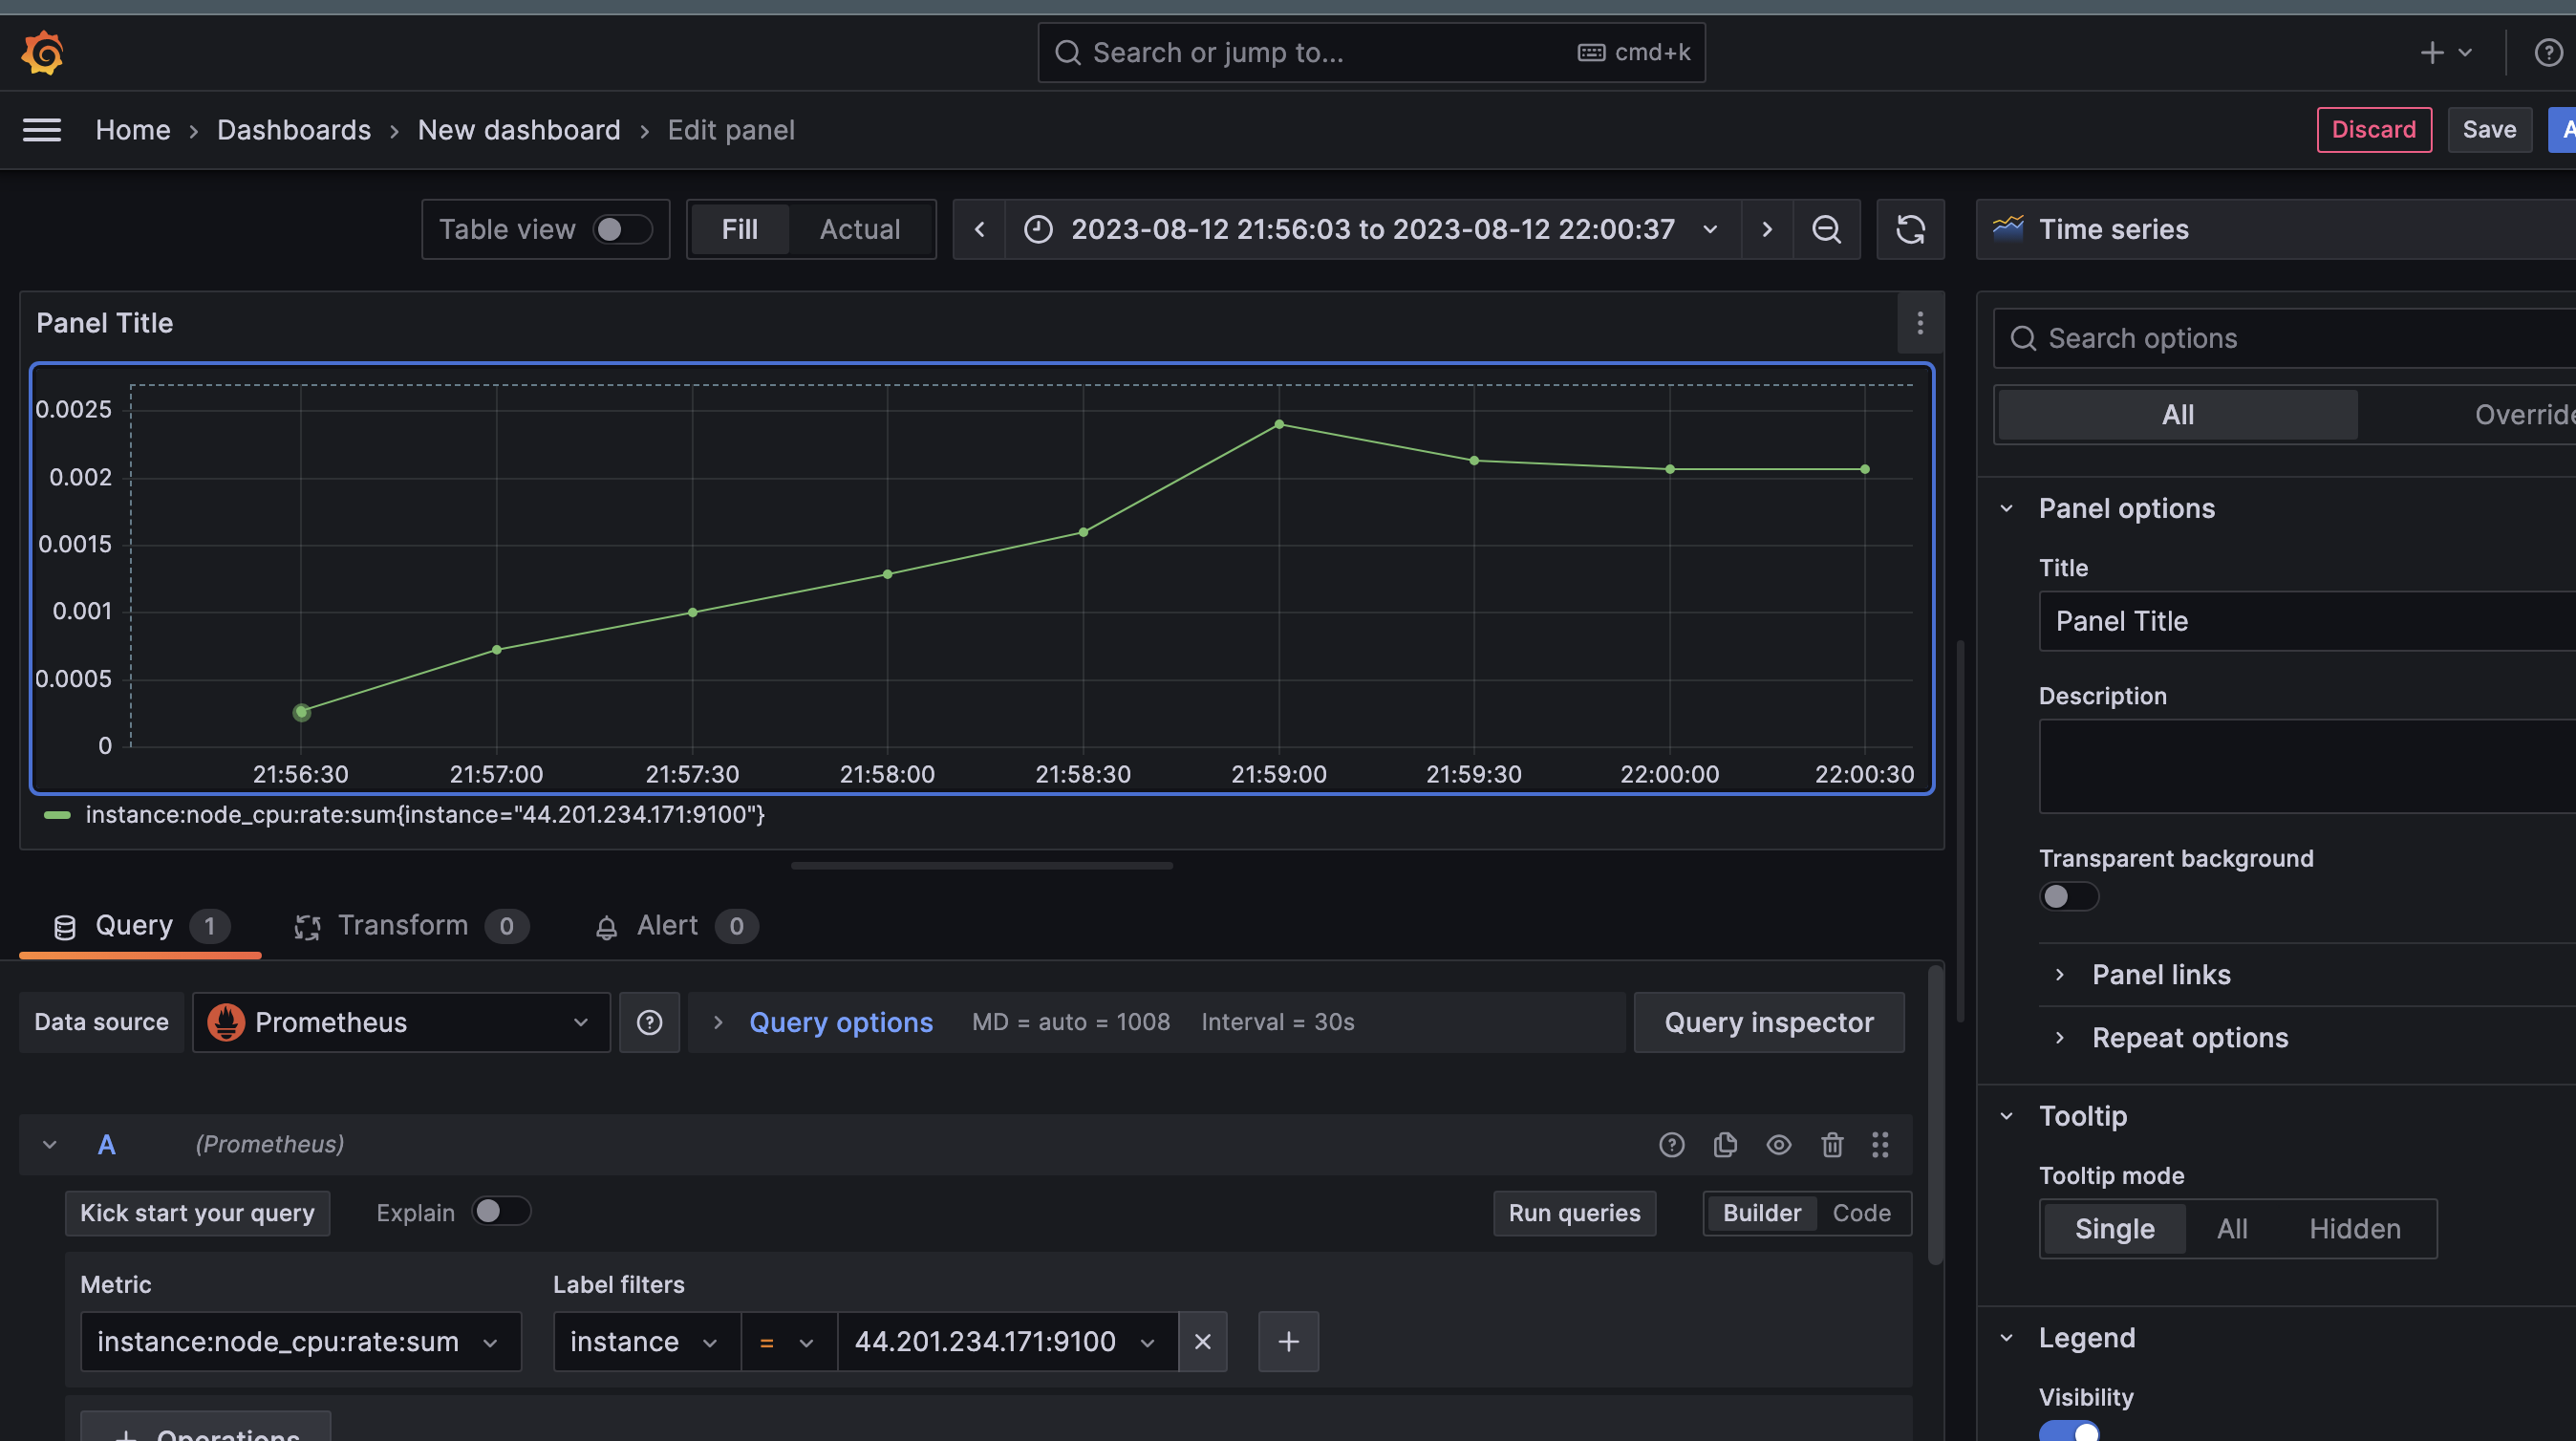 Search or jump to... cmd+k
Home > Dashboards > New dashboard > Edit panel
Discard Save A
Table view Fill Actual 2023-08-12 21:56:03 to 2023-08-12 22:00:37 Time series
Panel Title
0.0025
0.002
0.0015
0.001
0.0005
0
21:56:30 21:57:00 21:57:30 21:58:00 21:58:30 21:59:00 21:59:30 22:00:00 22:00:30
instance:node_cpu:rate:sum{instance="44.201.234.171:9100"}
Query 1 Transform 0 Alert 0
Data source Prometheus Query options MD = auto = 1008 Interval = 30s Query inspector
A (Prometheus)
Kick start your query Explain Run queries Builder Code
Metric Label filters
instance:node_cpu:rate:sum instance = 44.201.234.171:9100
+ Operations
Search options
All Override
Panel options
Title
Panel Title
Description
Transparent background
Panel links
Repeat options
Tooltip
Tooltip mode
Single All Hidden
Legend
Visibility